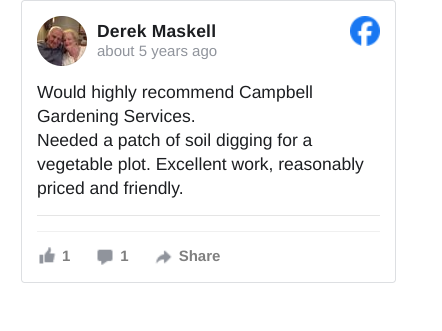 Derek Maskell
about 5 years ago
Would highly recommend Campbell
Gardening Services.
Needed a patch of soil digging for a
vegetable plot. Excellent work, reasonably
priced and friendly.
1
1
Share